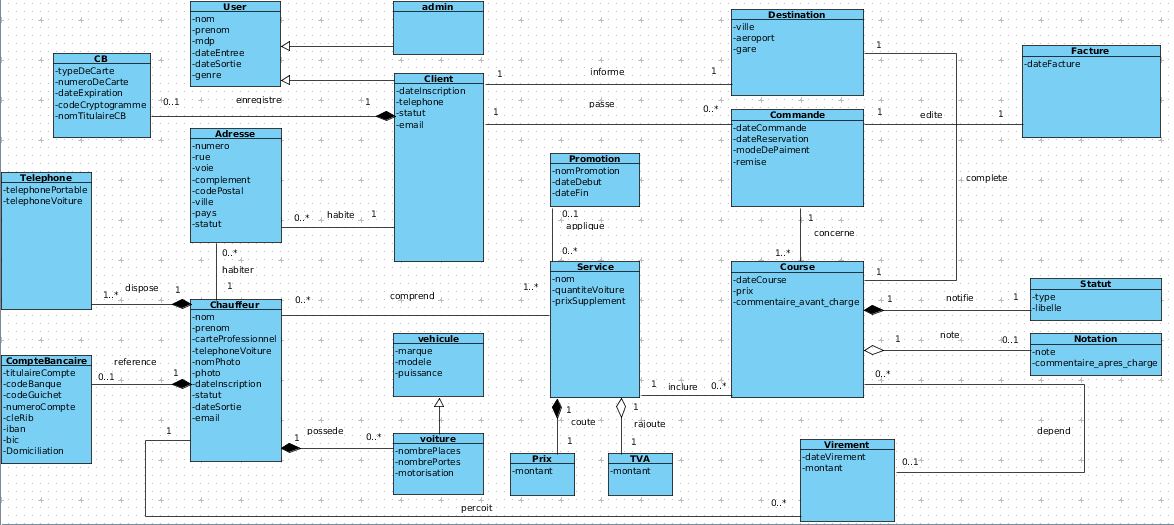 User
-nom
-prenom
-mdp
-dateEntree
-dateSortie
-genre
admin
CB
-typeDeCarte
-numeroDeCarte
-dateExpiration
-codeCryptogramme
-nomTitulaireCB
0..1
enregistre
1
Client
-dateInscription
-telephone
-statut
-email
1
informe
1
passe
1
0..*
Destination
-ville
-aeroport
-gare
1
Facture
-dateFacture
Commande
-dateCommande
-dateReservation
-modeDePaiment
-remise
1
edite
1
complete
Adresse
-numero
-rue
-voie
-complement
-codePostal
-ville
-pays
-statut
0..*
habite
1
Telephone
-telephonePortable
-telephoneVoiture
Promotion
-nomPromotion
-dateDebut
-dateFin
0..1
applique
0..*
1
concerne
1..*
0..*
habiter
1
1..*
dispose
1
Chauffeur
-nom
-prenom
-carteProfessionnel
-telephoneVoiture
-nomPhoto
-photo
-dateInscription
-statut
-dateSortie
-email
0..*
comprend
1..*
Service
-nom
-quantiteVoiture
-prixSupplement
Course
-dateCourse
-prix
-commentaire_avant_charge
1
1
notifie
1
Statut
-type
-libelle
1
note
0..1
Notation
-note
-commentaire_apres_charge
vehicule
-marque
-modele
-puissance
CompteBancaire
-titulaireCompte
-codeBanque
-codeGuichet
-numeroCompte
-cleRib
-iban
-bic
-Domiciliation
reference
0..1
1
1
inclure
0..*
0..*
depend
0..1
1
coute
1
1
rajoute
1
1
possede
0..*
voiture
-nombrePlaces
-nombrePortes
-motorisation
Prix
-montant
TVA
-montant
Virement
-dateVirement
-montant
1
percoit
0..*